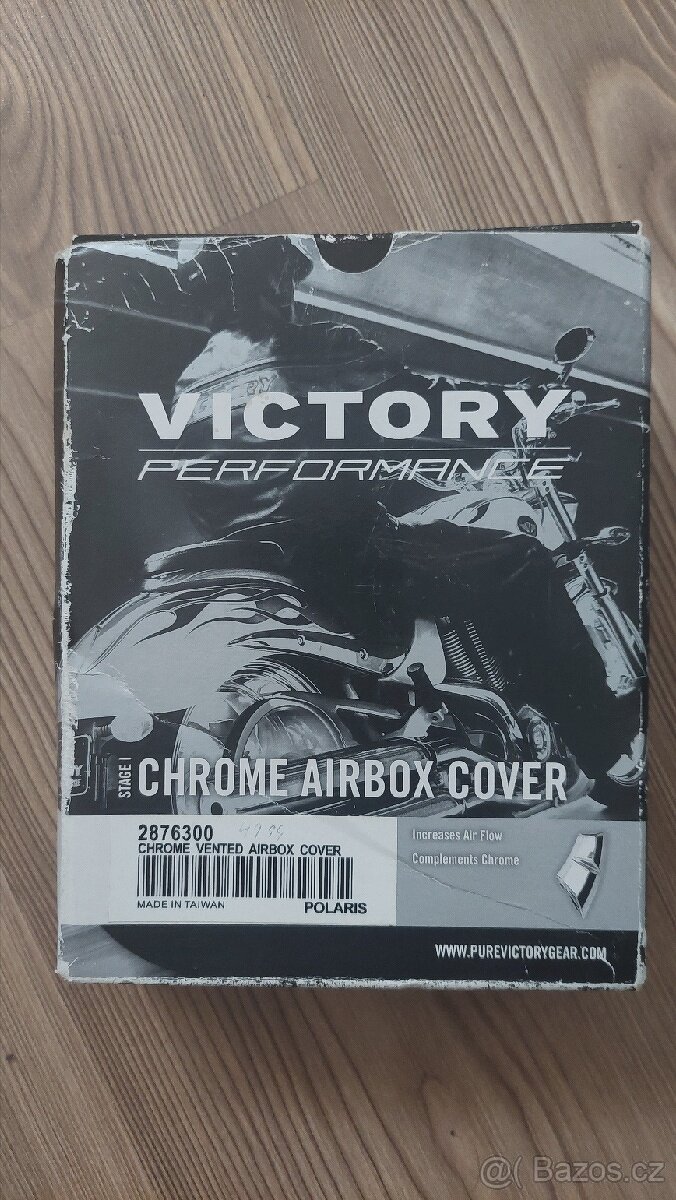 VICTORY
PERFORMANCE
STAGE I
CHROME AIRBOX COVER
2876300
CHROME VENTED AIRBOX COVER
MADE IN TAIWAN
POLARIS
Increases Air Flow
Complements Chrome
WWW.PUREVICTORYGEAR.COM
@( Bazos.cz